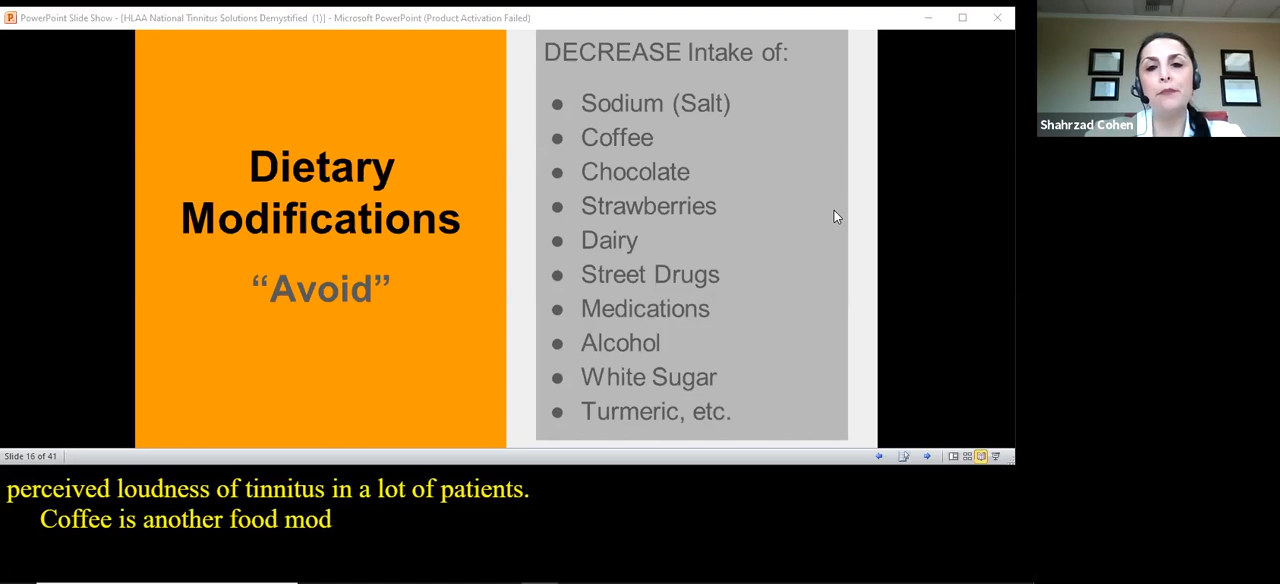 PowerPoint Slide Show - [HLAA National Tinnitus Solutions Demystified (1)] - Microsoft PowerPoint (Product Activation Failed)
Dietary
Modifications
“Avoid”
DECREASE Intake of:
● Sodium (Salt)
● Coffee
● Chocolate
● Strawberries
● Dairy
● Street Drugs
● Medications
● Alcohol
● White Sugar
● Turmeric, etc.
Shahrzad Cohen
Slide 16 of 41
perceived loudness of tinnitus in a lot of patients.
Coffee is another food mod